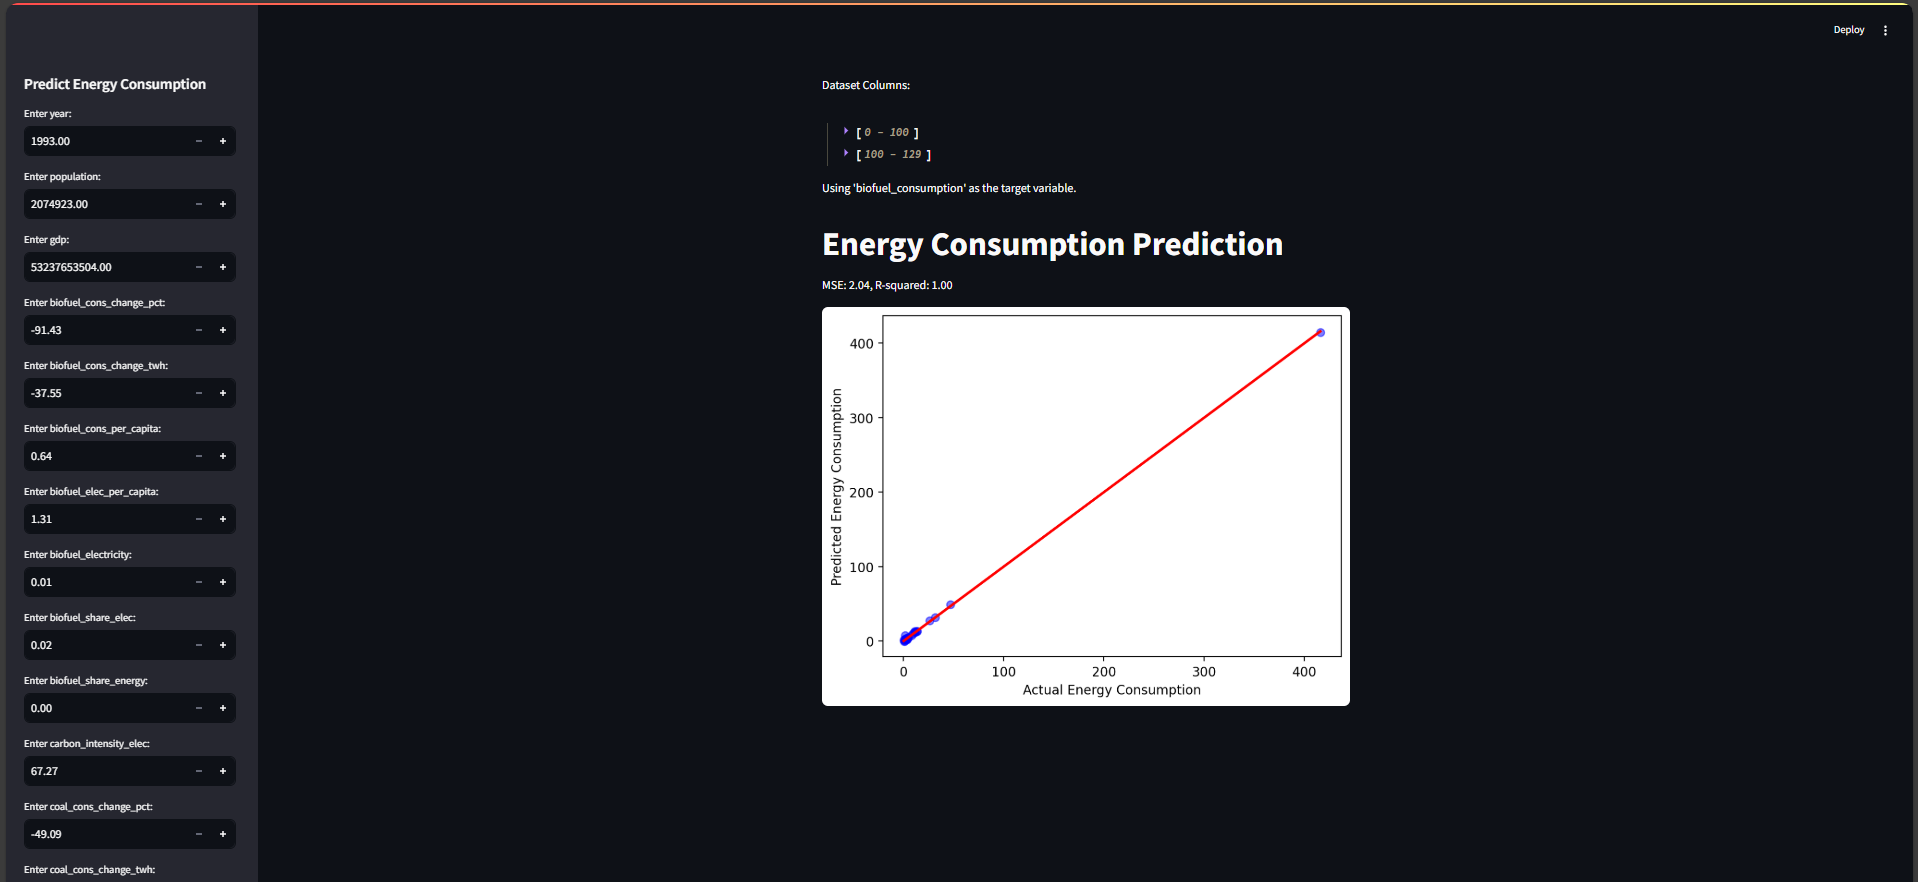 Deploy
Predict Energy Consumption
Enter year:
1993.00
Enter population:
2074923.00
Enter gdp:
53237653504.00
Enter biofuel_cons_change_pct:
-91.43
Enter biofuel_cons_change_twh:
-37.55
Enter biofuel_cons_per_capita:
0.64
Enter biofuel_elec_per_capita:
1.31
Enter biofuel_electricity:
0.01
Enter biofuel_share_elec:
0.02
Enter biofuel_share_energy:
0.00
Enter carbon_intensity_elec:
67.27
Enter coal_cons_change_pct:
-49.09
Enter coal_cons_change_twh:
Dataset Columns:
[ 0 – 100 ]
[ 100 – 129 ]
Using 'biofuel_consumption' as the target variable.
Energy Consumption Prediction
MSE: 2.04, R-squared: 1.00
Predicted Energy Consumption
400
300
200
100
0
0 100 200 300 400
Actual Energy Consumption